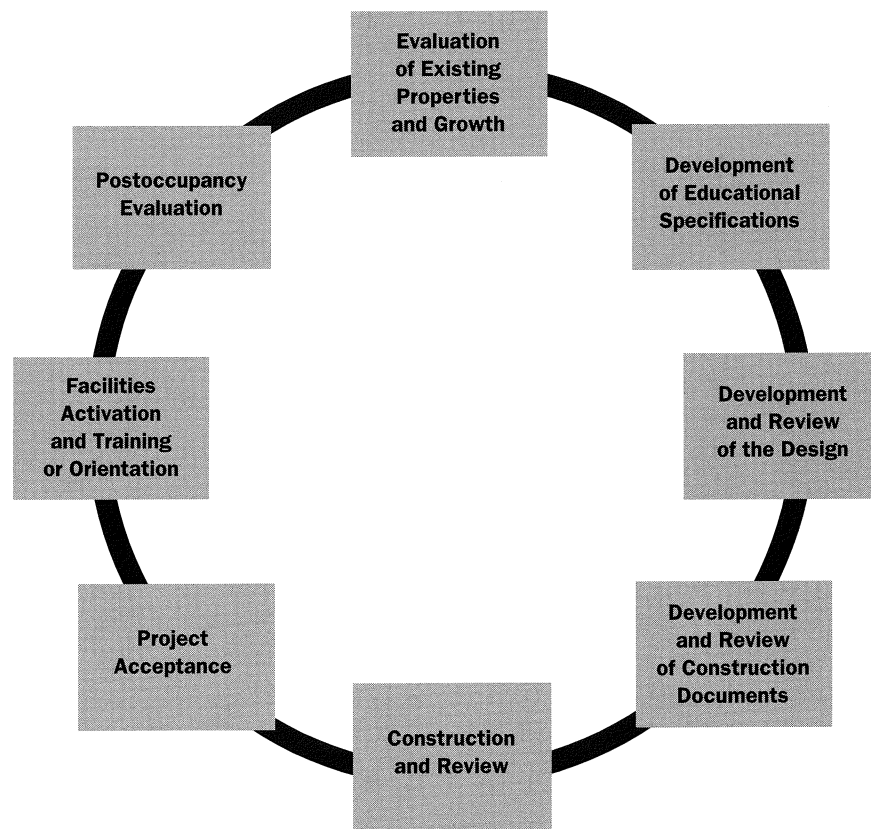 Evaluation
of Existing
Properties
and Growth
Development
of Educational
Specifications
Development
and Review
of the Design
Development
and Review
of Construction
Documents
Construction
and Review
Project
Acceptance
Facilities
Activation
and Training
or Orientation
Postoccupancy
Evaluation